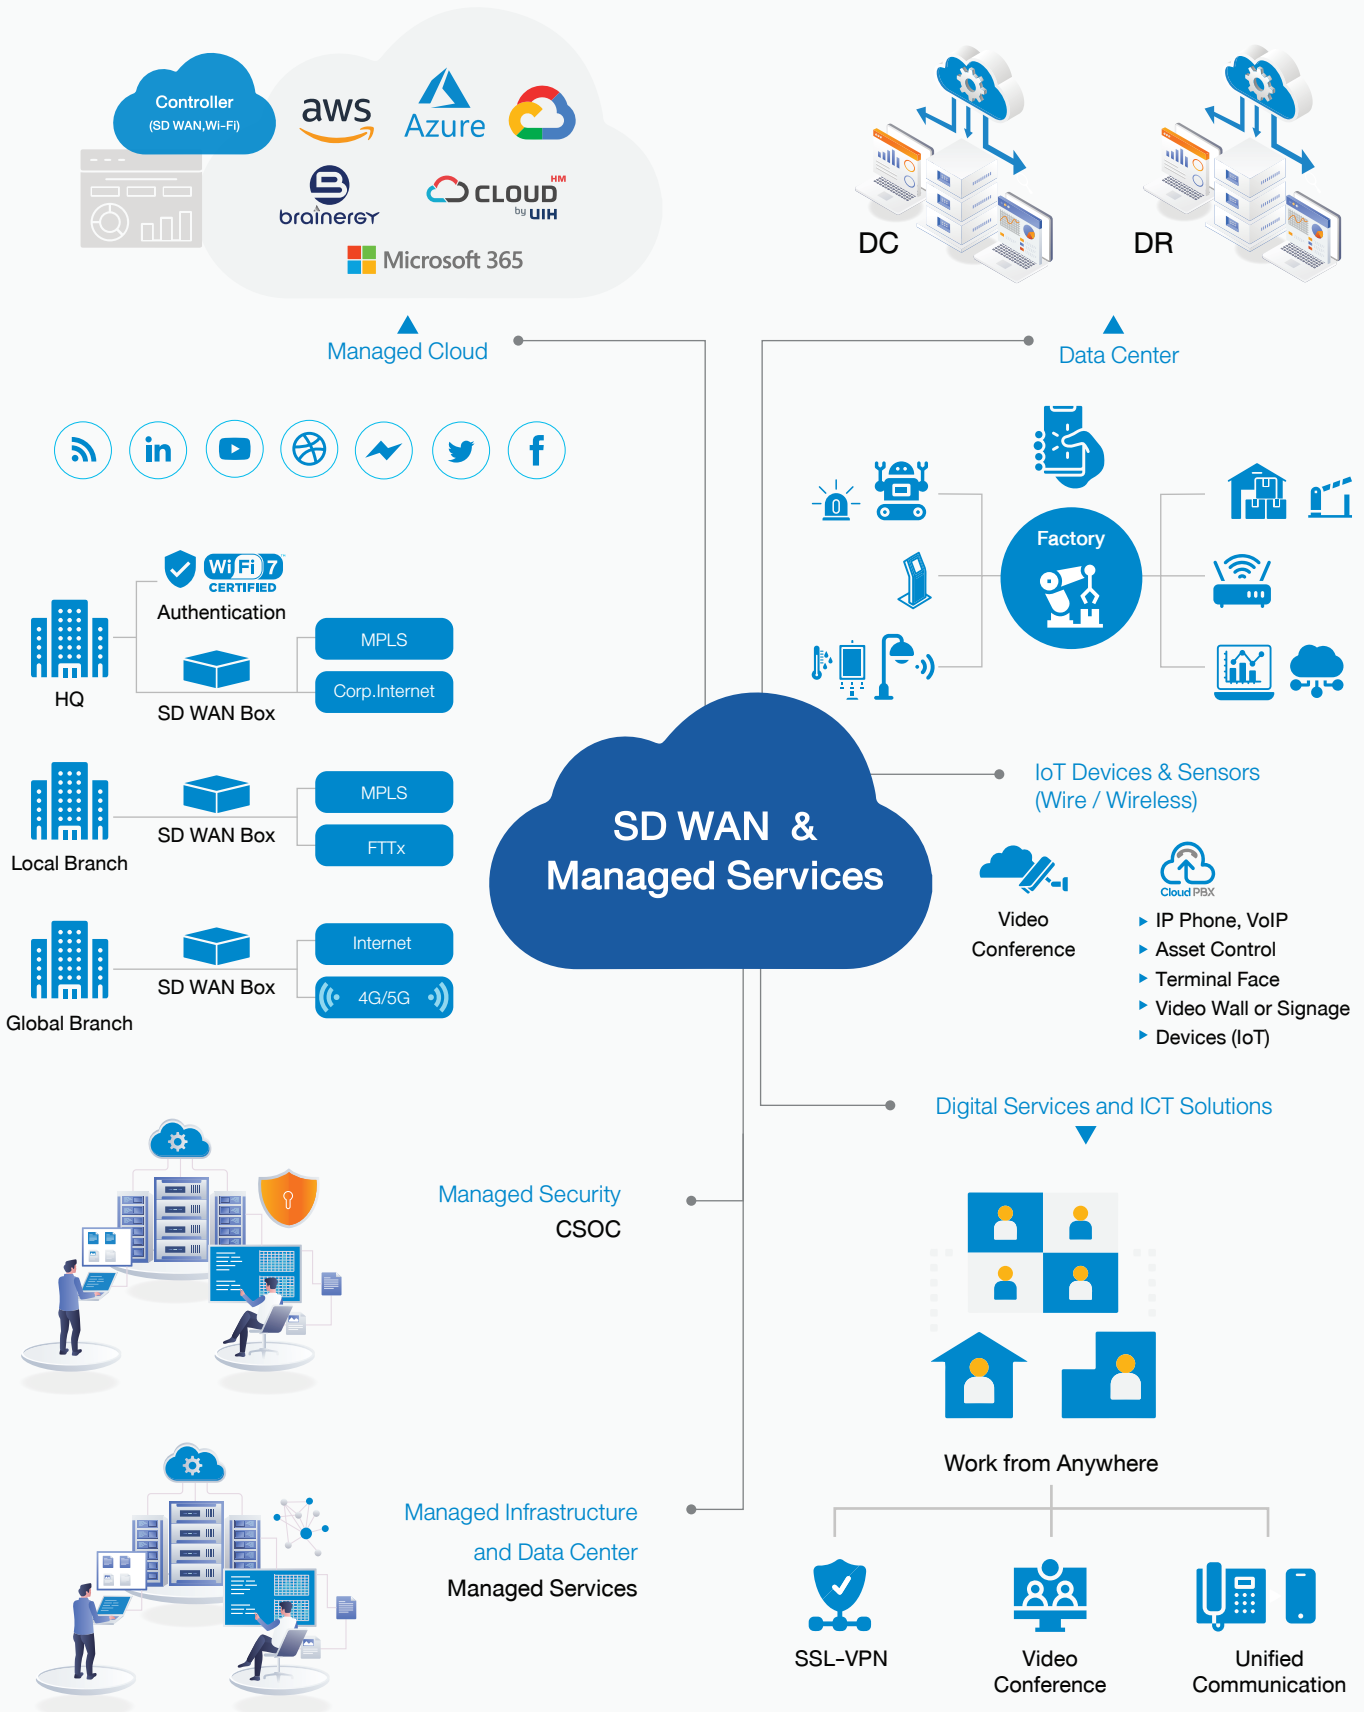 Controller
(SD WAN,Wi-Fi)
aws
Azure
brainergy
CLOUD HM
by UIH
Microsoft 365
DC
DR
Managed Cloud
Data Center
in
f
Wi Fi 7™
CERTIFIED
Authentication
HQ
SD WAN Box
MPLS
Corp.Internet
Local Branch
SD WAN Box
MPLS
FTTx
Global Branch
SD WAN Box
Internet
4G/5G
Factory
SD WAN &
Managed Services
IoT Devices & Sensors
(Wire / Wireless)
Video
Conference
Cloud PBX
IP Phone, VoIP
Asset Control
Terminal Face
Video Wall or Signage
Devices (IoT)
Digital Services and ICT Solutions
Managed Security
CSOC
Managed Infrastructure
and Data Center
Managed Services
Work from Anywhere
SSL-VPN
Video
Conference
Unified
Communication